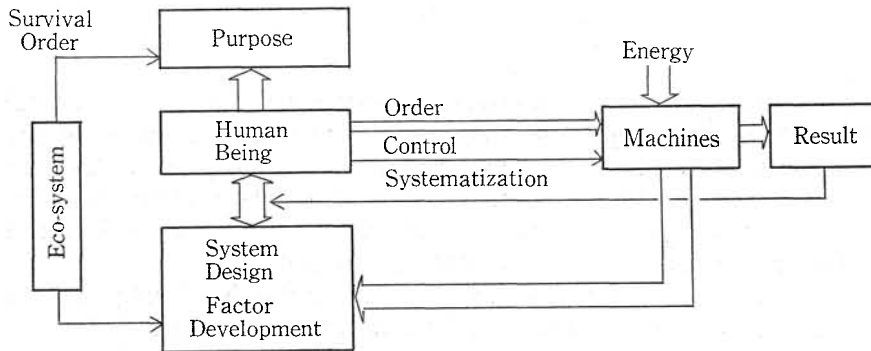 Survival
Order
Purpose
Energy
Human
Being
Order
Control
Systematization
Machines
Result
Eco-system
System
Design
Factor
Development